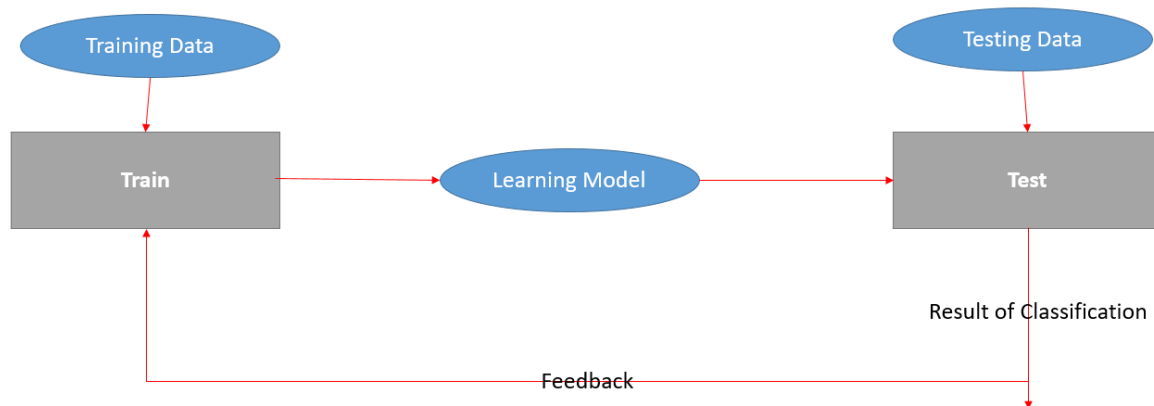 Training Data
Testing Data
Train
Learning Model
Test
Result of Classification
Feedback